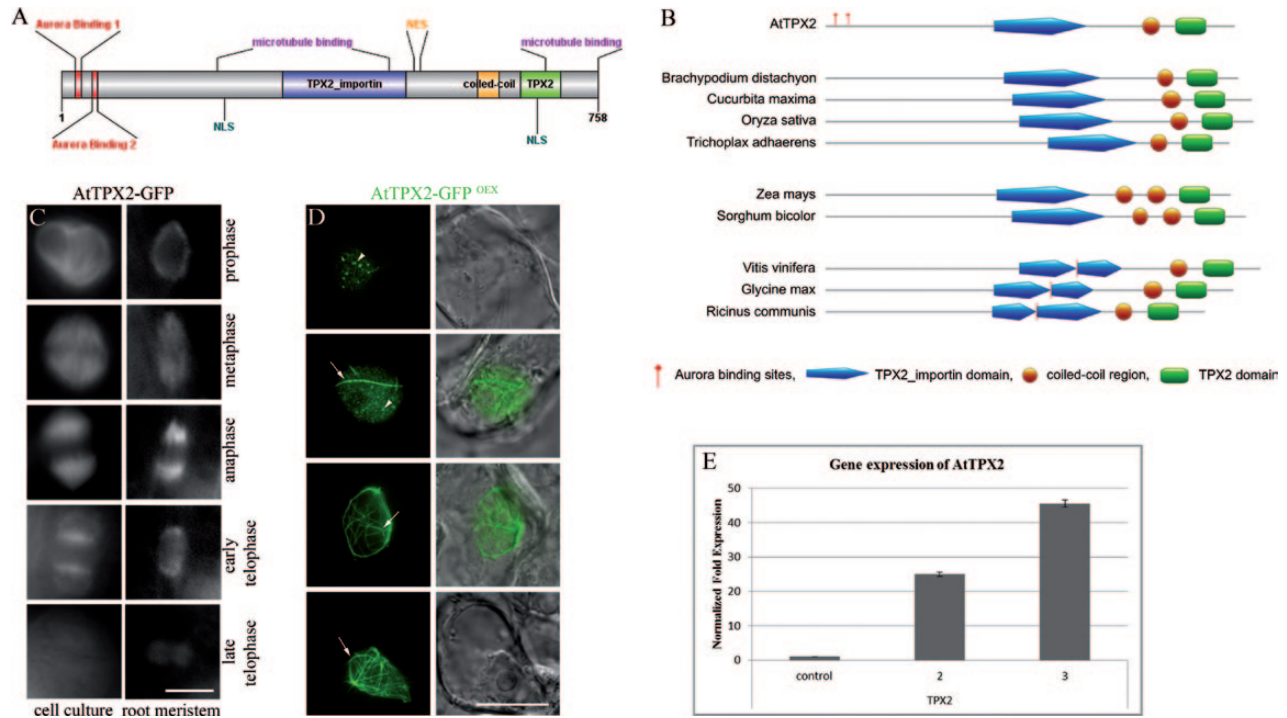 A
Aurora Binding 1
NES
microtubule binding
microtubule binding
TPX2_importin
coiled-coil
TPX2
1
758
NLS
NLS
Aurora Binding 2
B
AtTPX2
Brachypodium distachyon
Cucurbita maxima
Oryza sativa
Trichoplax adhaerens
Zea mays
Sorghum bicolor
Vitis vinifera
Glycine max
Ricinus communis
Aurora binding sites, TPX2_importin domain, coiled-coil region, TPX2 domain
AtTPX2-GFP
C
prophase
metaphase
anaphase
early telophase
late telophase
cell culture root meristem
AtTPX2-GFP OEX
D
E
Gene expression of AtTPX2
Normalized Fold Expression
50
40
30
20
10
0
control 2 3
TPX2